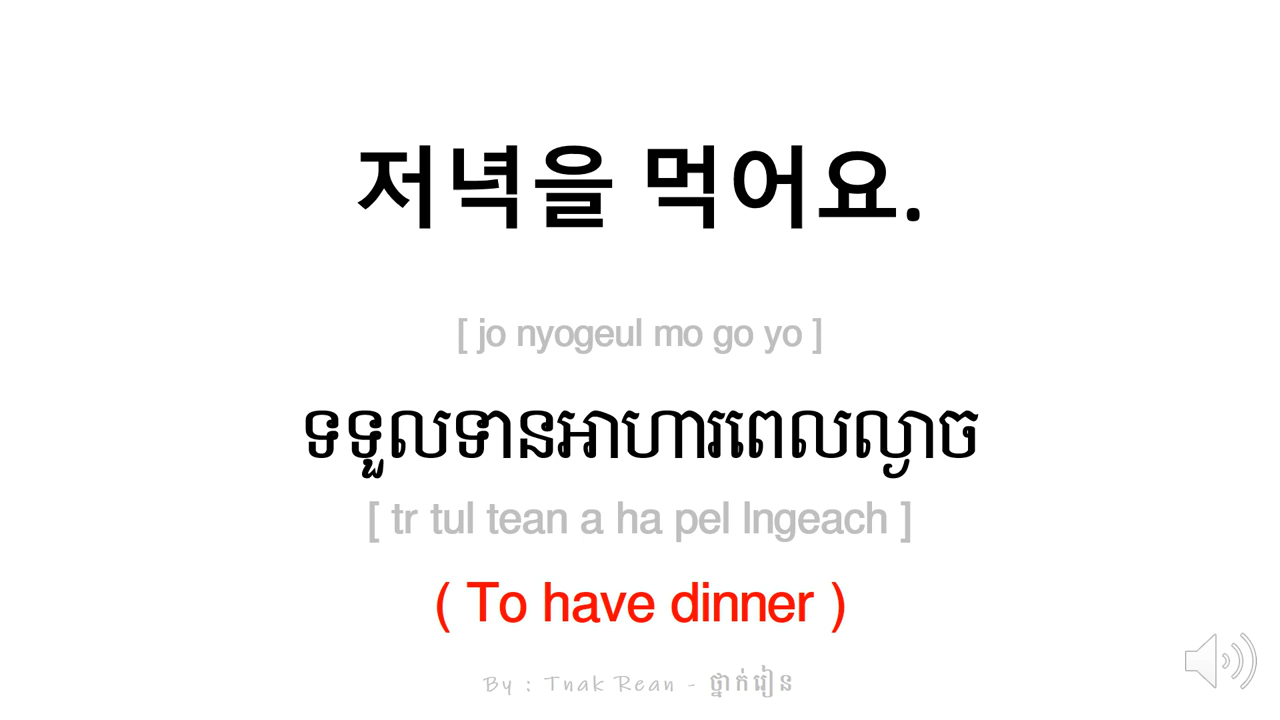 저녁을 먹어요.
[ jo nyogeul mo go yo ]
ទទួលទានអាហារពេលល្ងាច
[ tr tul tean a ha pel lngeach ]
( To have dinner )
By : Tnak Rean - ថ្នាក់រៀន